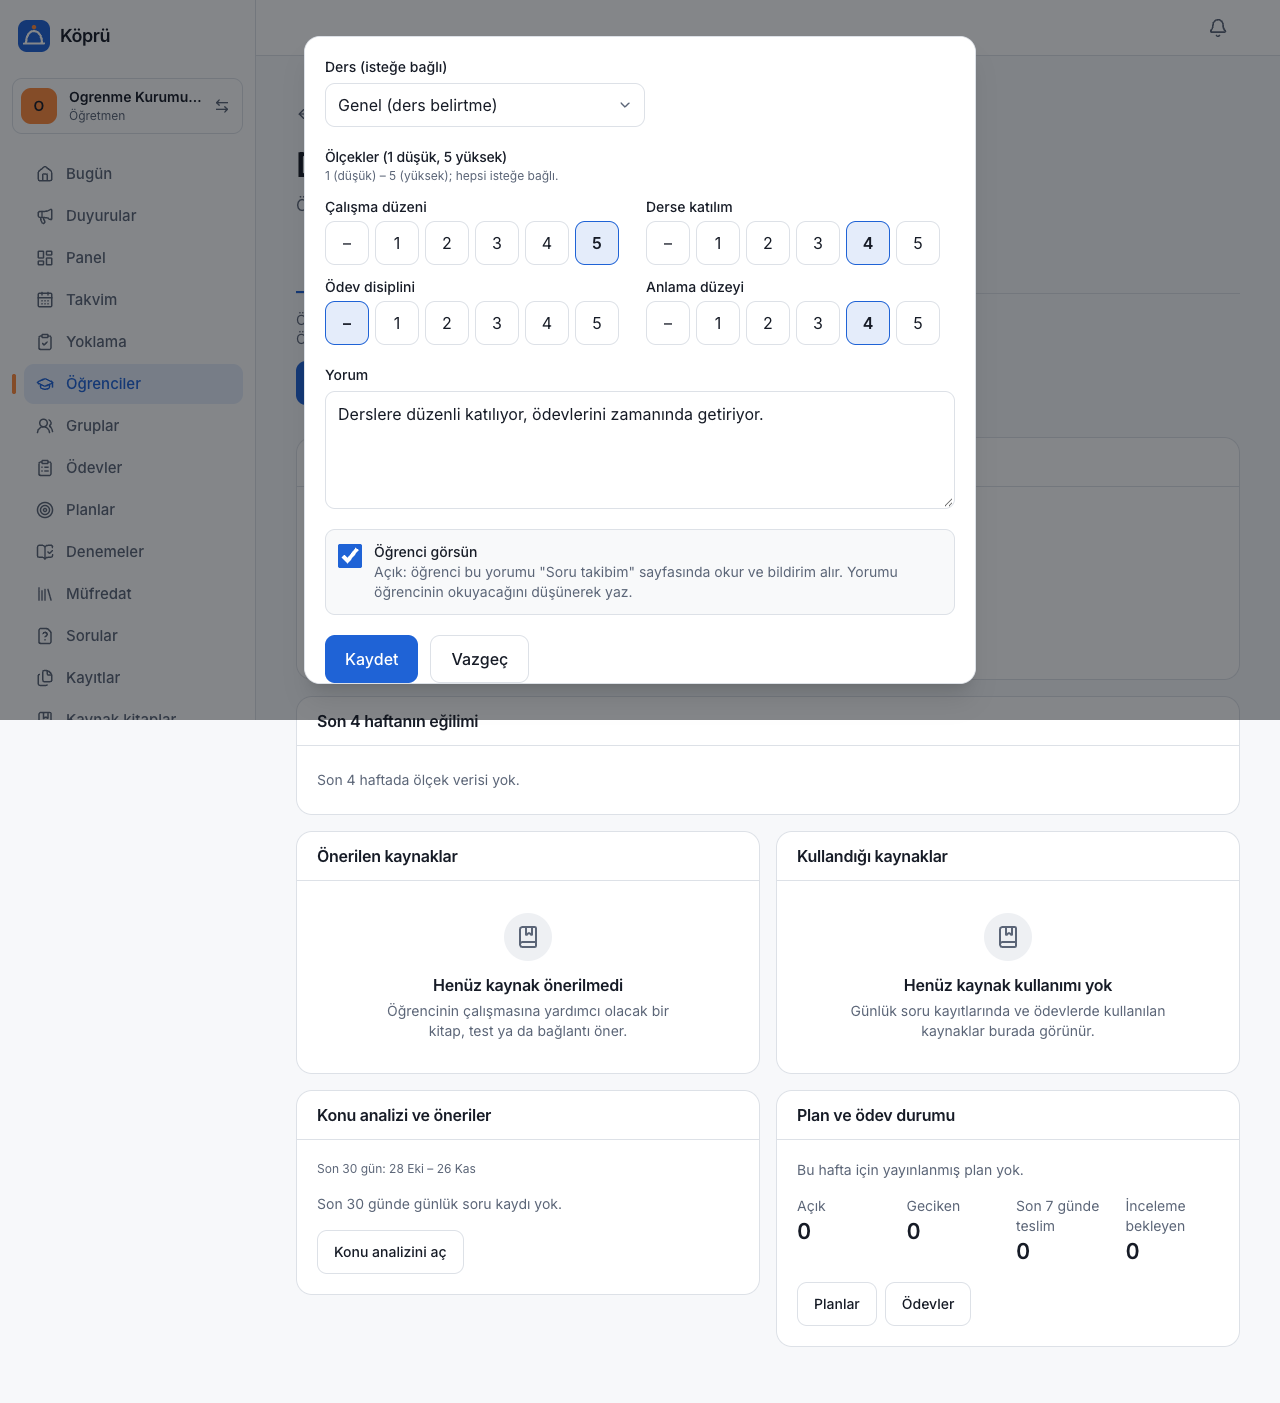 Köprü
O
Ogrenme Kurumu...
Öğretmen
Bugün
Duyurular
Panel
Takvim
Yoklama
Öğrenciler
Gruplar
Ödevler
Planlar
Denemeler
Müfredat
Sorular
Kayıtlar
Kaynak kitaplar
Ders (isteğe bağlı)
Genel (ders belirtme)
Ölçekler (1 düşük, 5 yüksek)
1 (düşük) – 5 (yüksek); hepsi isteğe bağlı.
Çalışma düzeni
– 1 2 3 4 5
Derse katılım
– 1 2 3 4 5
Ödev disiplini
– 1 2 3 4 5
Anlama düzeyi
– 1 2 3 4 5
Yorum
Derslere düzenli katılıyor, ödevlerini zamanında getiriyor.
Öğrenci görsün
Açık: öğrenci bu yorumu "Soru takibim" sayfasında okur ve bildirim alır. Yorumu
öğrencinin okuyacağını düşünerek yaz.
Kaydet
Vazgeç
Son 4 haftanın eğilimi
Son 4 haftada ölçek verisi yok.
Önerilen kaynaklar
Henüz kaynak önerilmedi
Öğrencinin çalışmasına yardımcı olacak bir
kitap, test ya da bağlantı öner.
Kullandığı kaynaklar
Henüz kaynak kullanımı yok
Günlük soru kayıtlarında ve ödevlerde kullanılan
kaynaklar burada görünür.
Konu analizi ve öneriler
Son 30 gün: 28 Eki – 26 Kas
Son 30 günde günlük soru kaydı yok.
Konu analizini aç
Plan ve ödev durumu
Bu hafta için yayınlanmış plan yok.
Açık
0
Geciken
0
Son 7 günde
teslim
0
İnceleme
bekleyen
0
Planlar
Ödevler